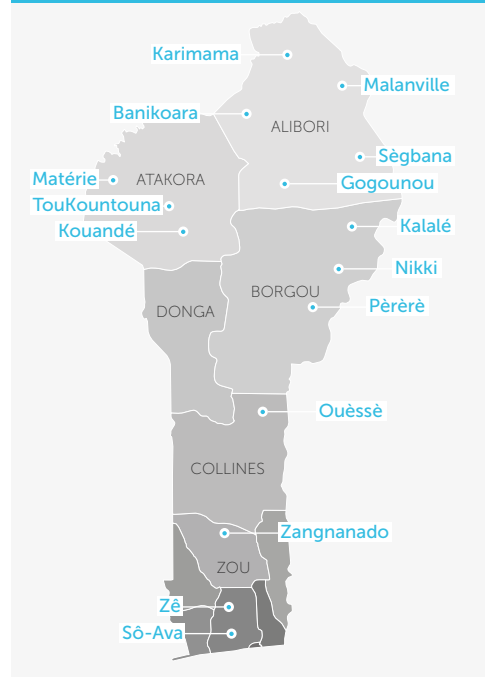 Karimama
Malanville
Banikoara
ALIBORI
Sègbana
Matérie
ATAKORA
Gogounou
TouKountouna
Kouandé
Kalalé
Nikki
BORGOU
Pèrèrè
DONGA
Ouèssè
COLLINES
Zangnanado
ZOU
Zê
Sô-Ava